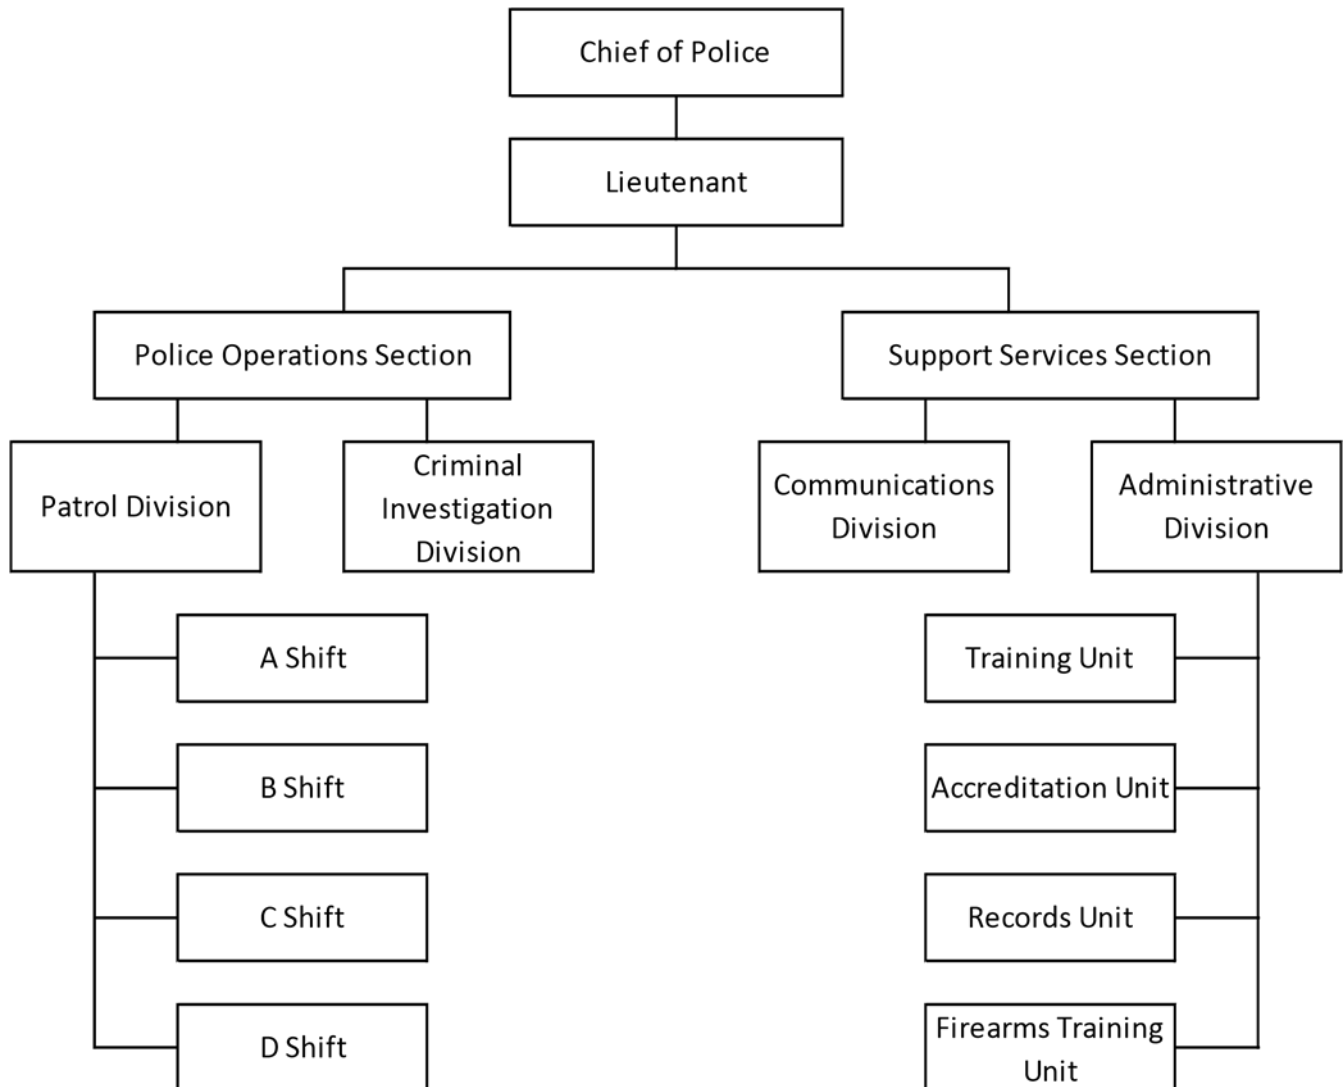 Chief of Police
Lieutenant
Police Operations Section
Support Services Section
Patrol Division
Criminal
Investigation
Division
Communications
Division
Administrative
Division
A Shift
Training Unit
B Shift
Accreditation Unit
C Shift
Records Unit
D Shift
Firearms Training
Unit